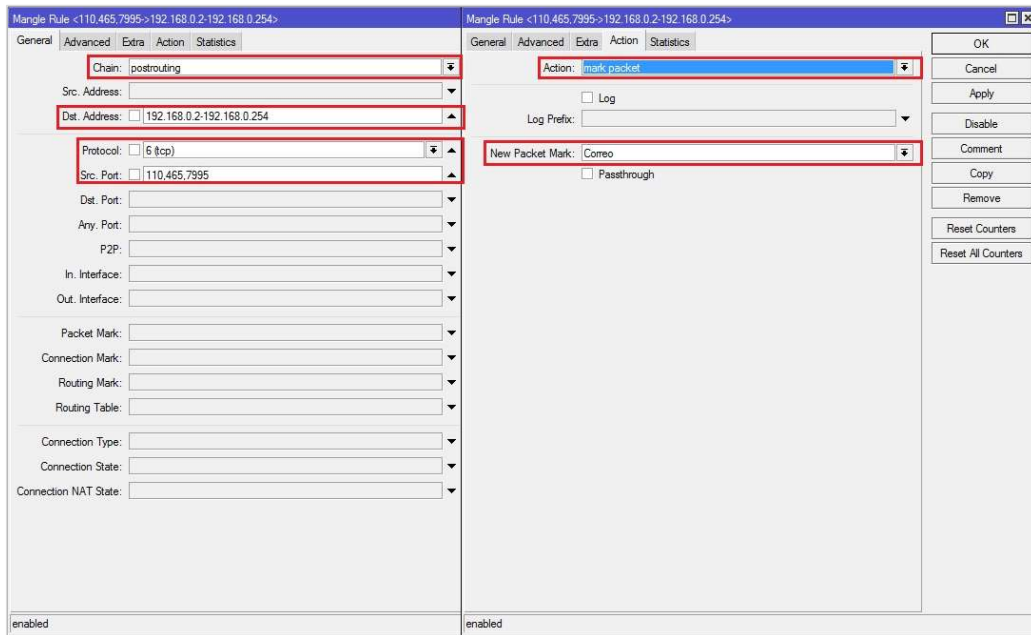 Mangle Rule <110,465,7995->192.168.0.2-192.168.0.254>
General Advanced Extra Action Statistics
Chain: postrouting
Src. Address:
Dst. Address: 192.168.0.2-192.168.0.254
Protocol: 6 (tcp)
Src. Port: 110,465,7995
Dst. Port:
Any. Port:
P2P:
In. Interface:
Out. Interface:
Packet Mark:
Connection Mark:
Routing Mark:
Routing Table:
Connection Type:
Connection State:
Connection NAT State:
enabled
Mangle Rule <110,465,7995->192.168.0.2-192.168.0.254>
General Advanced Extra Action Statistics
Action: mark packet
Log
Log Prefix:
New Packet Mark: Correo
Passthrough
OK
Cancel
Apply
Disable
Comment
Copy
Remove
Reset Counters
Reset All Counters
enabled